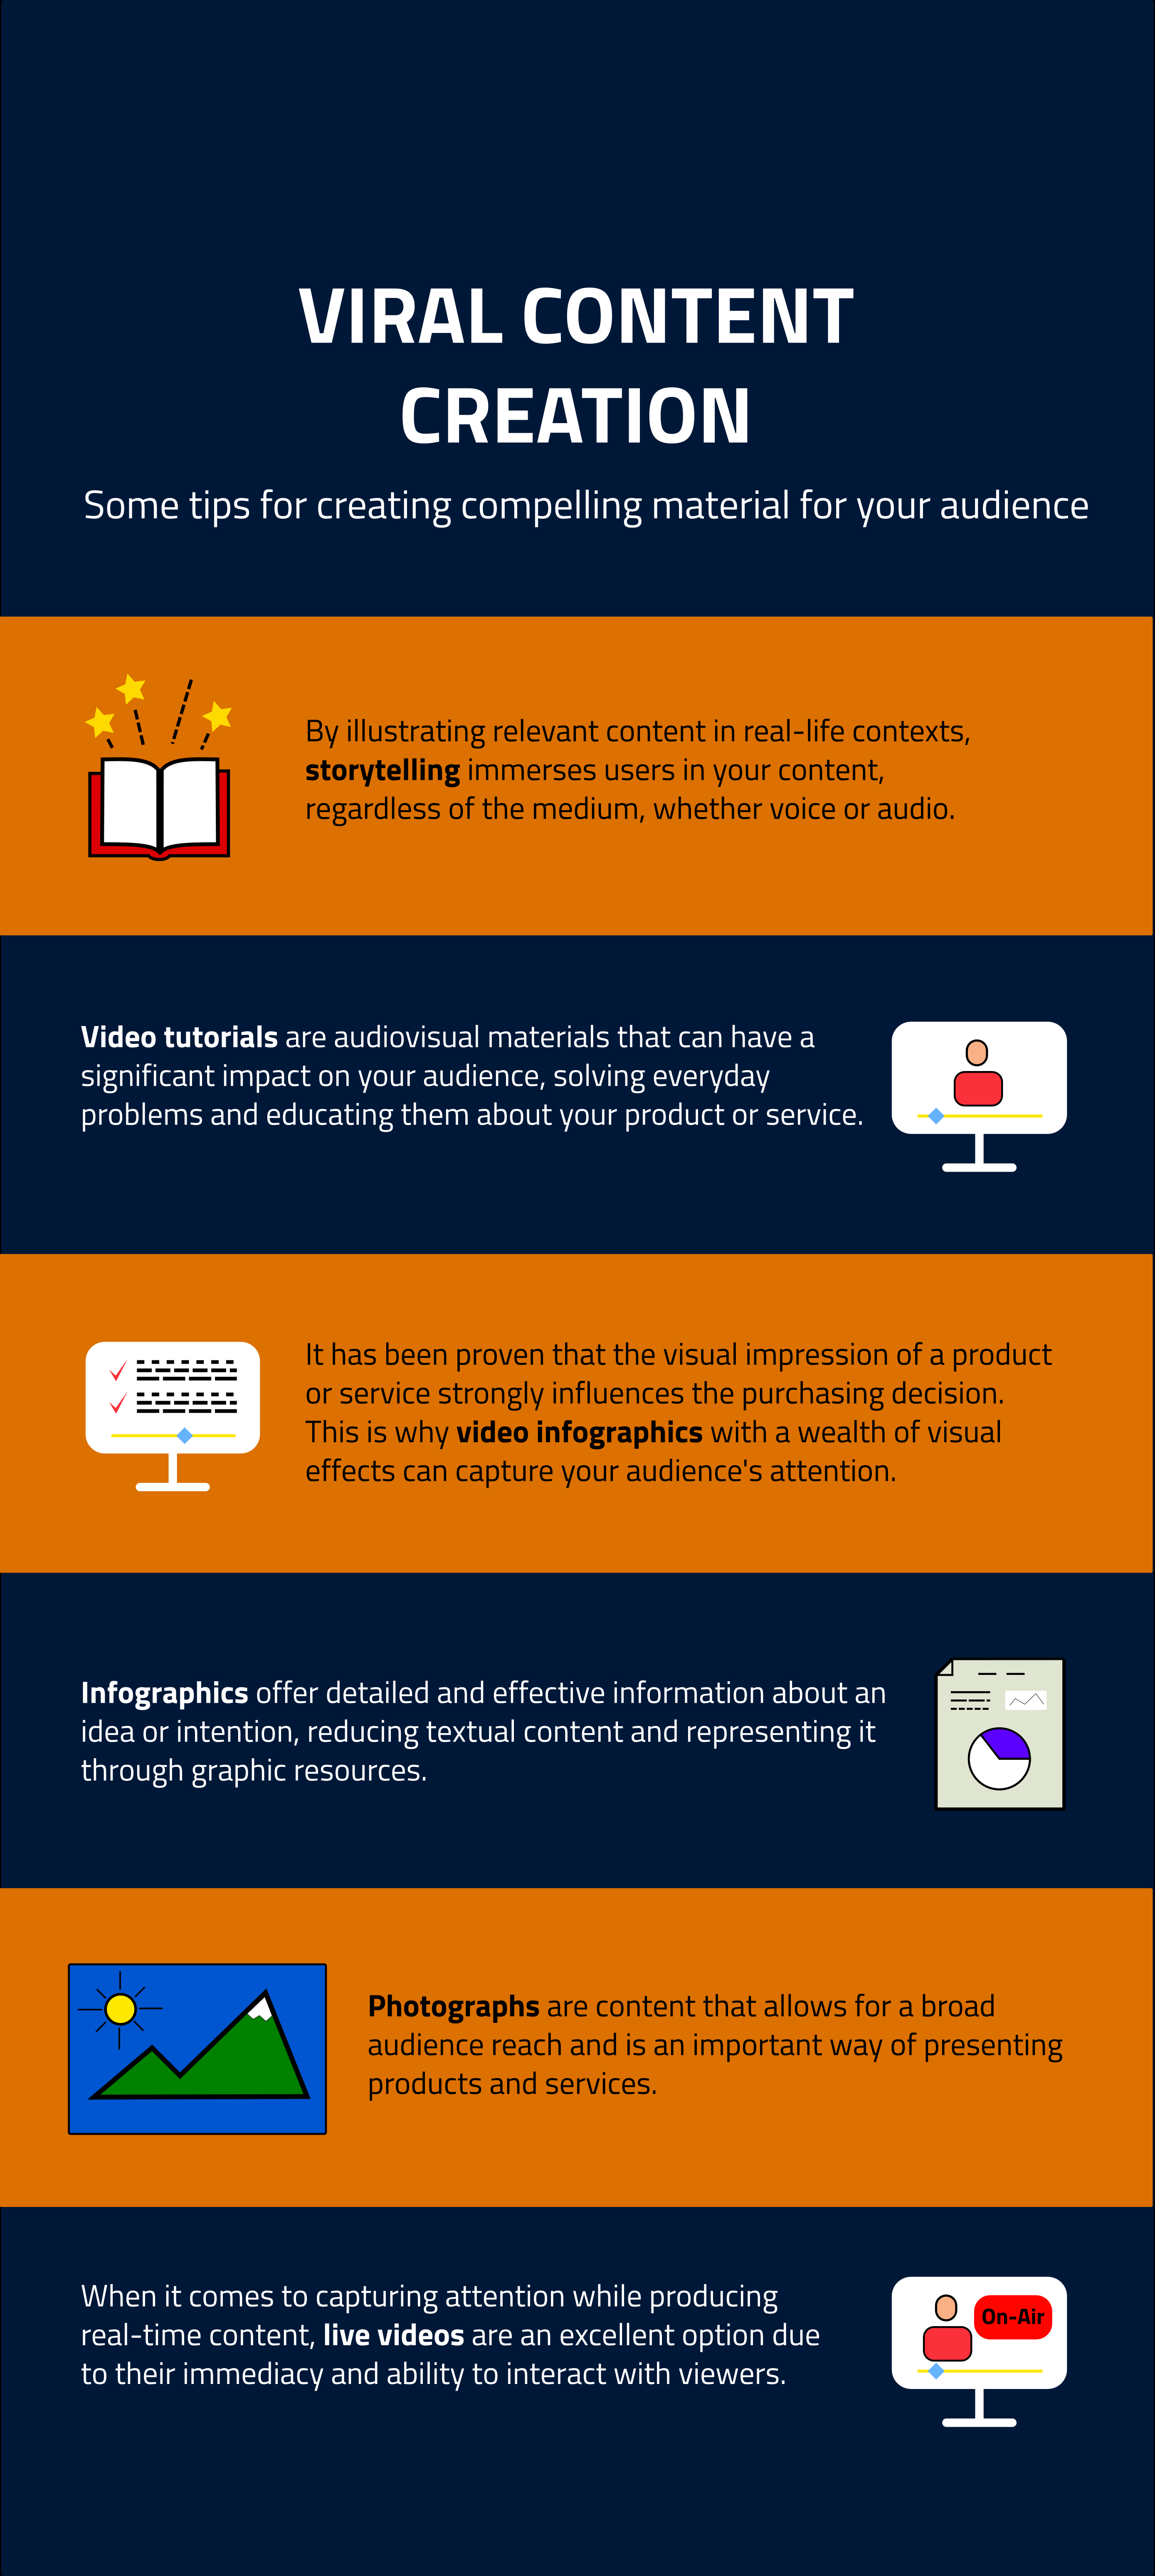 VIRAL CONTENT
CREATION
Some tips for creating compelling material for your audience
By illustrating relevant content in real-life contexts,
storytelling immerses users in your content,
regardless of the medium, whether voice or audio.
Video tutorials are audiovisual materials that can have a
significant impact on your audience, solving everyday
problems and educating them about your product or service.
It has been proven that the visual impression of a product
or service strongly influences the purchasing decision.
This is why video infographics with a wealth of visual
effects can capture your audience's attention.
Infographics offer detailed and effective information about an
idea or intention, reducing textual content and representing it
through graphic resources.
Photographs are content that allows for a broad
audience reach and is an important way of presenting
products and services.
When it comes to capturing attention while producing
real-time content, live videos are an excellent option due
to their immediacy and ability to interact with viewers.
On-Air